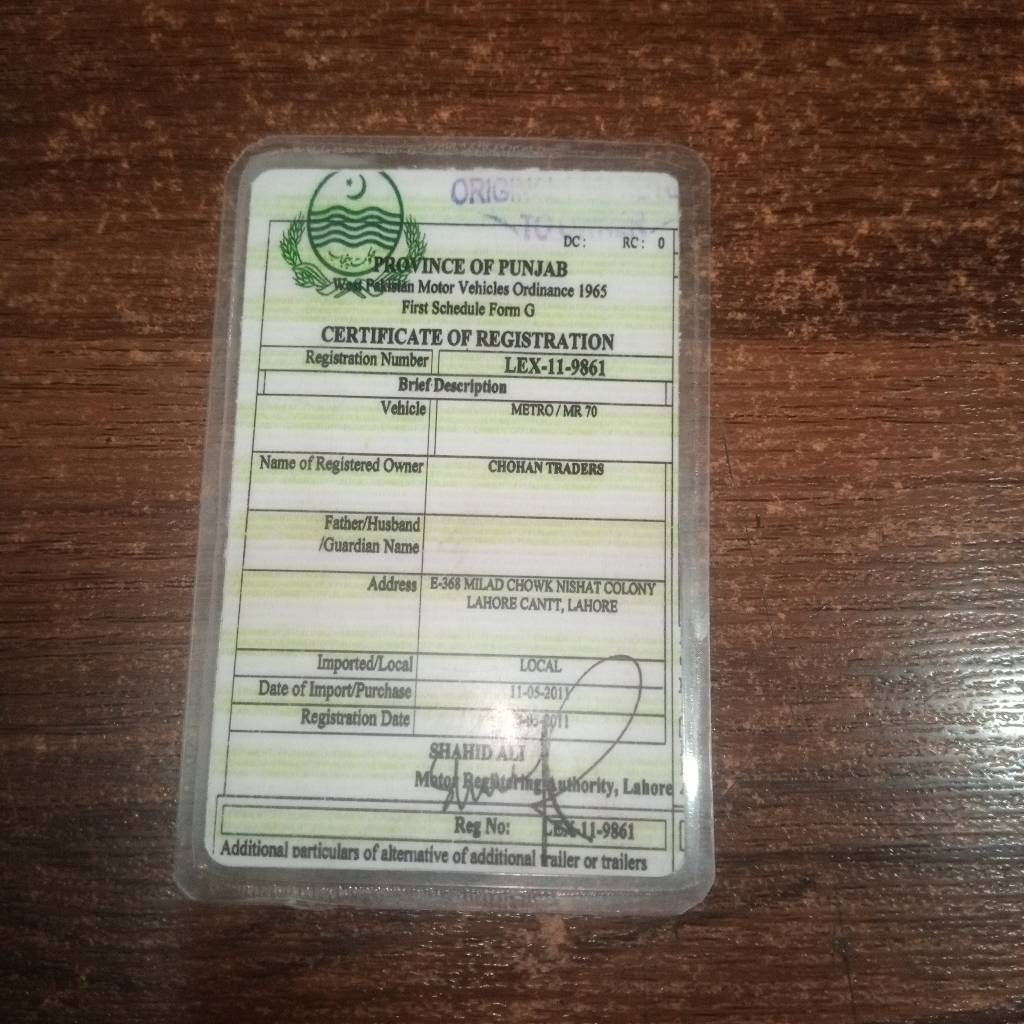 DC: RC: 0
PROVINCE OF PUNJAB
West Pakistan Motor Vehicles Ordinance 1965
First Schedule Form G
CERTIFICATE OF REGISTRATION
Registration Number LEX-11-9861
Brief Description
Vehicle METRO / MR 70
Name of Registered Owner CHOHAN TRADERS
Father/Husband
/Guardian Name
Address E-368 MILAD CHOWK NISHAT COLONY
LAHORE CANTT, LAHORE
Imported/Local LOCAL
Date of Import/Purchase 11-05-2011
Registration Date
SHAHID ALI
Motor Registering Authority, Lahore
Reg No: LEX-11-9861
Additional particulars of alternative of additional trailer or trailers